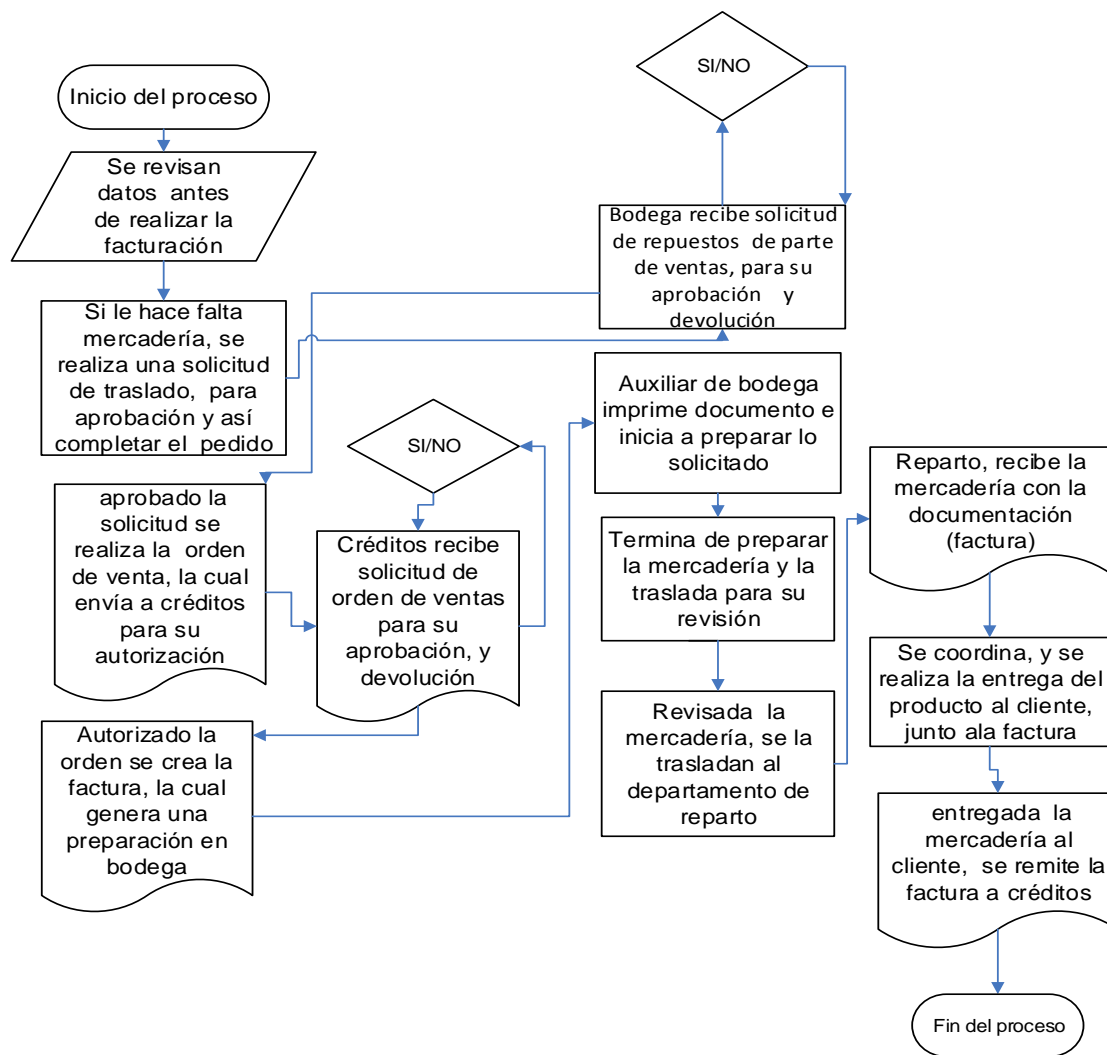 Inicio del proceso
Se revisan
datos antes
de realizar la
facturación
Si le hace falta
mercadería, se
realiza una solicitud
de traslado, para
aprobación y así
completar el pedido
SI/NO
Bodega recibe solicitud
de repuestos de parte
de ventas, para su
aprobación y
devolución
aprobado la
solicitud se
realiza la orden
de venta, la cual
envía a créditos
para su
autorización
SI/NO
Créditos recibe
solicitud de
orden de ventas
para su
aprobación, y
devolución
Autorizado la
orden se crea la
factura, la cual
genera una
preparación en
bodega
Auxiliar de bodega
imprime documento e
inicia a preparar lo
solicitado
Termina de preparar
la mercadería y la
traslada para su
revisión
Revisada la
mercadería, se la
trasladan al
departamento de
reparto
Reparto, recibe la
mercadería con la
documentación
(factura)
Se coordina, y se
realiza la entrega del
producto al cliente,
junto ala factura
entregada la
mercadería al
cliente, se remite la
factura a créditos
Fin del proceso